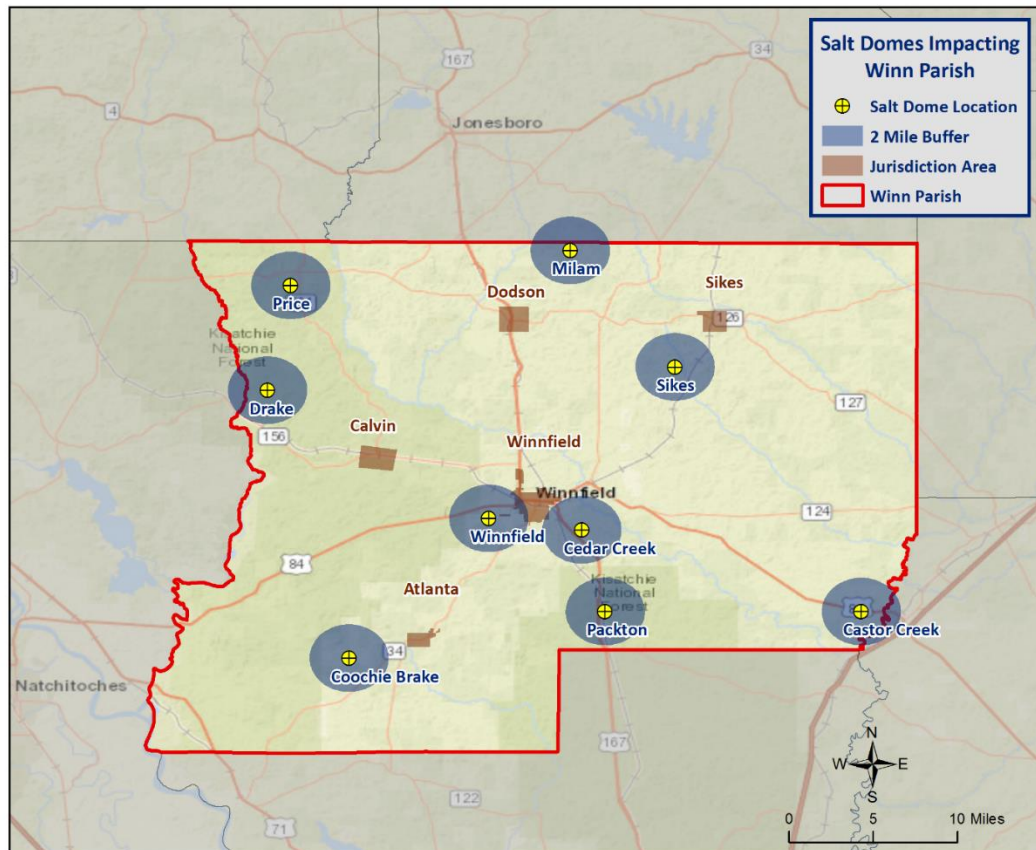 Salt Domes Impacting
Winn Parish
Salt Dome Location
2 Mile Buffer
Jurisdiction Area
Winn Parish
167
34
4
Jonesboro
Milam
Price
Dodson
Sikes
126
Kisatchie
National
Forest
Sikes
Drake
127
156
Calvin
Winnfield
Winnfield
124
Winnfield
Cedar Creek
84
Kisatchie
National
Forest
Atlanta
Packton
Castor Creek
34
Coochie Brake
Natchitoches
167
122
71
N
W
E
S
0 5 10 Miles